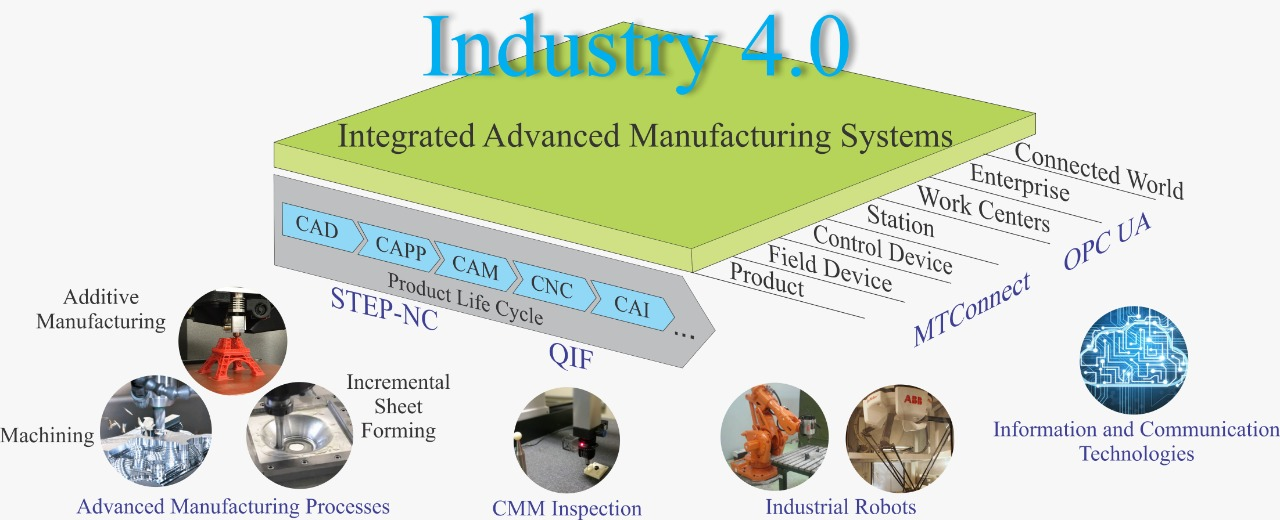 Industry 4.0
Integrated Advanced Manufacturing Systems
Connected World
Enterprise
Work Centers
Station
Control Device
Field Device
Product
OPC UA
MTConnect
CAD
CAPP
CAM
CNC
CAI
...
Product Life Cycle
STEP-NC
QIF
Additive
Manufacturing
Machining
Incremental
Sheet
Forming
Advanced Manufacturing Processes
CMM Inspection
ABB
Industrial Robots
Information and Communication
Technologies